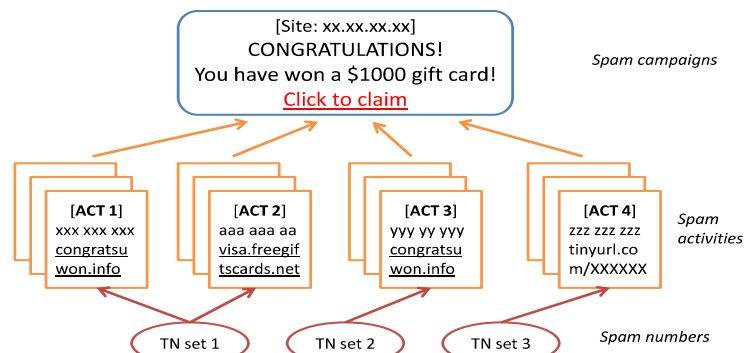 [Site: xx.xx.xx.xx]
CONGRATULATIONS!
You have won a $1000 gift card!
Click to claim
Spam campaigns
[ACT 1]
xxx xxx xxx
congratsu
won.info
[ACT 2]
aaa aaa aa
visa.freegif
tscards.net
[ACT 3]
yyy yy yyy
congratsu
won.info
[ACT 4]
zzz zzz zzz
tinyurl.co
m/XXXXXX
Spam
activities
TN set 1
TN set 2
TN set 3
Spam numbers